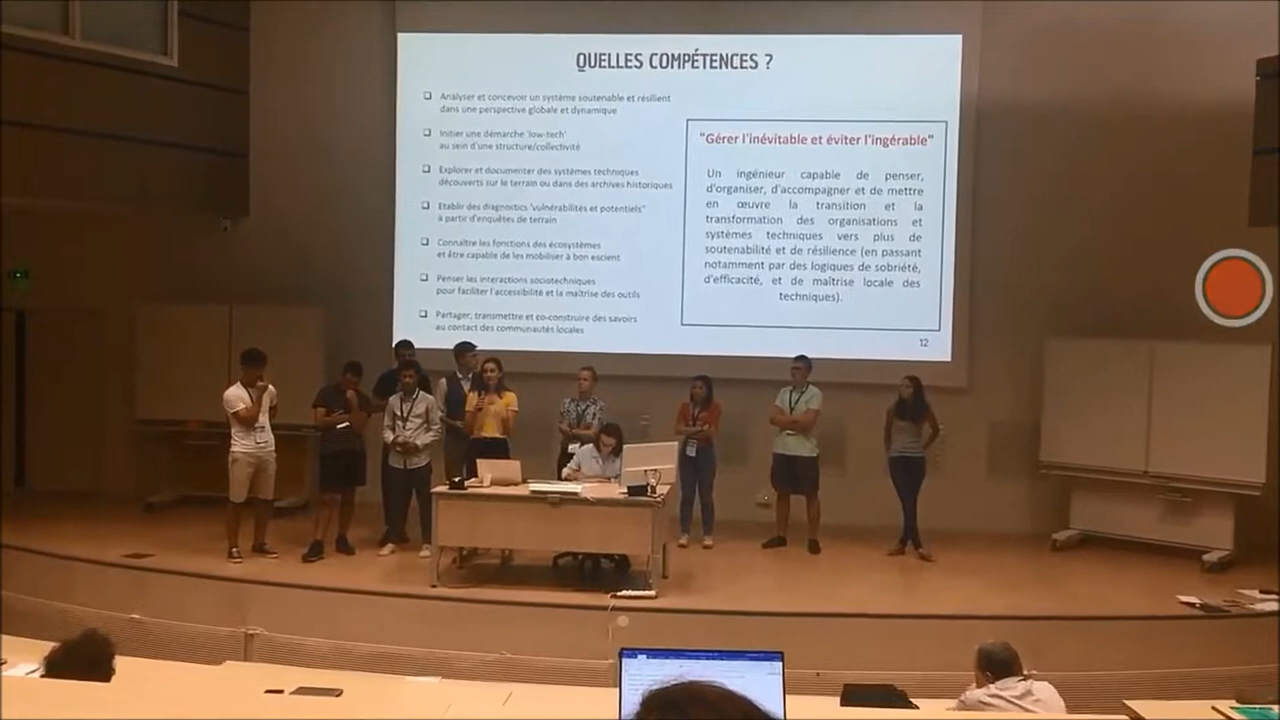 QUELLES COMPÉTENCES ?
❑ Analyser et concevoir un système soutenable et résilient
dans une perspective globale et dynamique
❑ Initier une démarche 'low-tech'
au sein d'une structure/collectivité
❑ Explorer et documenter des systèmes techniques
découverts sur le terrain ou dans des archives historiques
❑ Etablir des diagnostics "vulnérabilités et potentiels"
à partir d'enquêtes de terrain
❑ Connaître les fonctions des écosystèmes
et être capable de les mobiliser à bon escient
❑ Penser les interactions sociotechniques
pour faciliter l'accessibilité et la maîtrise des outils
❑ Partager, transmettre et co-construire des savoirs
au contact des communautés locales
"Gérer l'inévitable et éviter l'ingérable"
Un ingénieur capable de penser,
d'organiser, d'accompagner et de mettre
en œuvre la transition et la
transformation des organisations et
systèmes techniques vers plus de
soutenabilité et de résilience (en passant
notamment par des logiques de sobriété,
d'efficacité, et de maîtrise locale des
techniques).
12